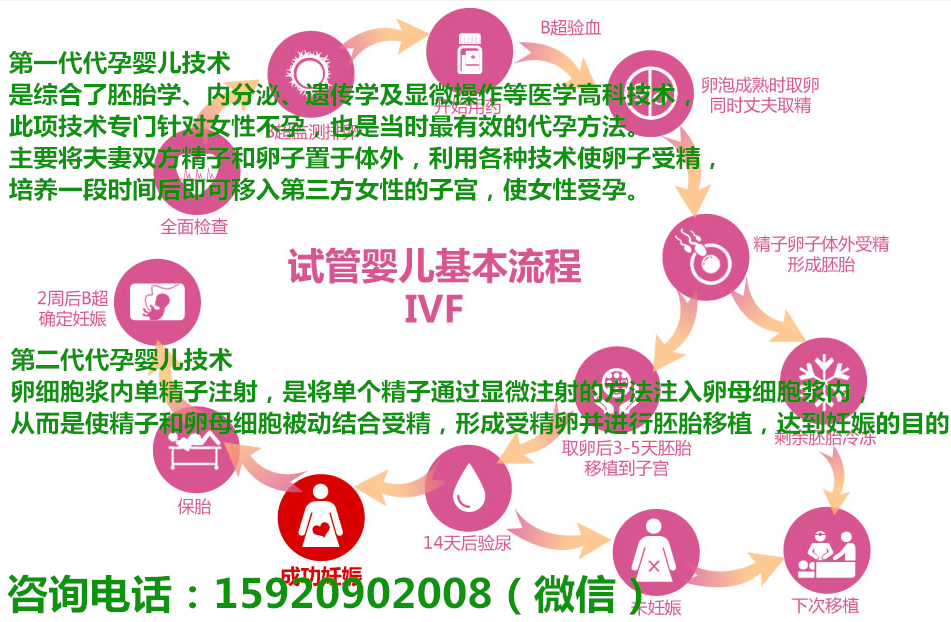 B超验血
第一代代孕婴儿技术
是综合了胚胎学、内分泌、遗传学及显微操作等医学高科技术，
此项技术专门针对女性不孕，也是当时最有效的代孕方法。
主要将夫妻双方精子和卵子置于体外，利用各种技术使卵子受精，
培养一段时间后即可移入第三方女性的子宫，使女性受孕。
开始用药
卵泡成熟时取卵
同时丈夫取精
B超监测排卵
全面检查
精子卵子体外受精
形成胚胎
试管婴儿基本流程
IVF
2周后B超
确定妊娠
第二代代孕婴儿技术
卵细胞浆内单精子注射，是将单个精子通过显微注射的方法注入卵母细胞浆内，
从而是使精子和卵母细胞被动结合受精，形成受精卵并进行胚胎移植，达到妊娠的目的
剩余胚胎冷冻
取卵后3-5天胚胎
移植到子宫
保胎
14天后验尿
成功妊娠
咨询电话：15920902008（微信）
未妊娠
下次移植